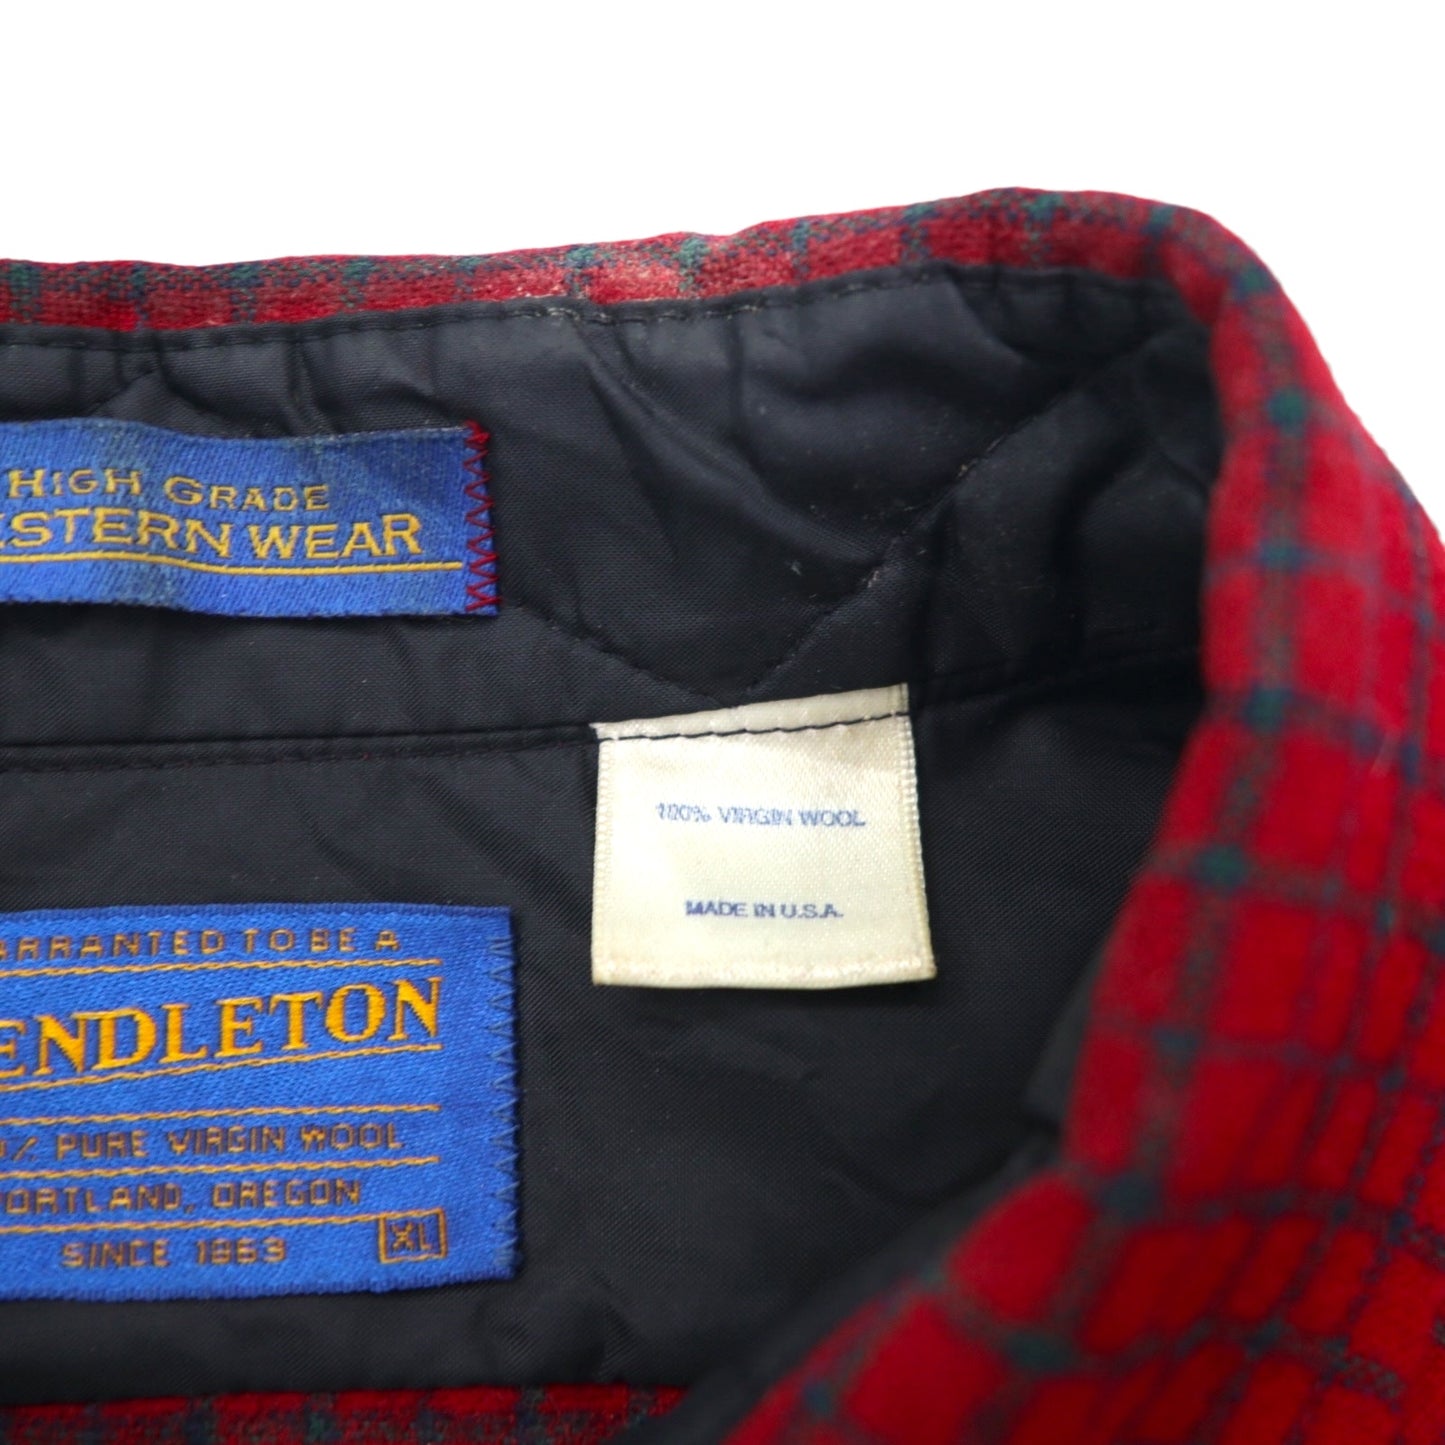 HIGH GRADE
ESTERN WEAR
100% VIRGIN WOOL
MADE IN U.S.A.
ARRANTED TO BE A
ENDLETON
% PURE VIRGIN WOOL
ORTLAND, OREGON
SINCE 1863 XL